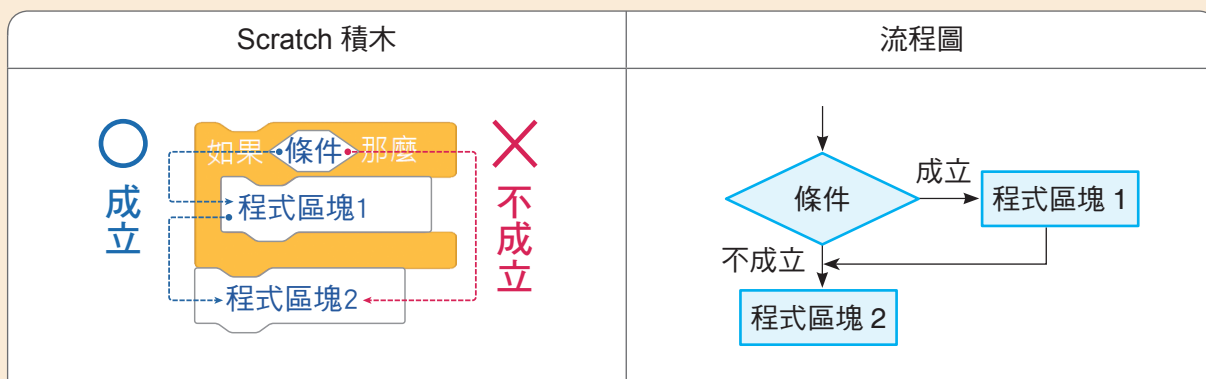 Scratch 積木
流程圖
成立
如果 條件 那麼
程式區塊1
程式區塊2
不成立
條件
成立
程式區塊 1
不成立
程式區塊 2